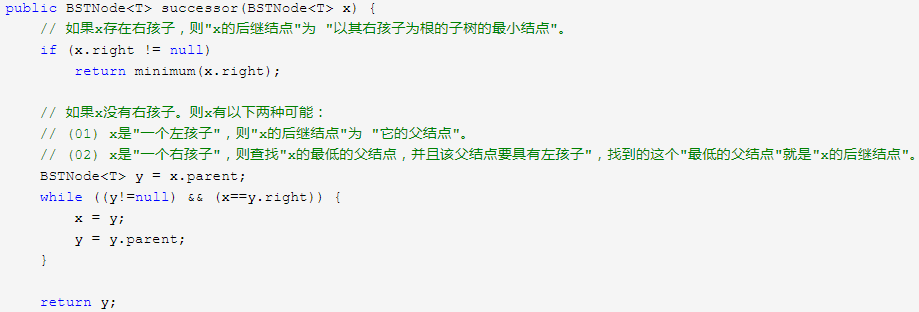 public BSTNode<T> successor(BSTNode<T> x) {
    // 如果x存在右孩子，则"x的后继结点"为 "以其右孩子为根的子树的最小结点"。
    if (x.right != null)
        return minimum(x.right);

    // 如果x没有右孩子。则x有以下两种可能：
    // (01) x是"一个左孩子"，则"x的后继结点"为 "它的父结点"。
    // (02) x是"一个右孩子"，则查找"x的最低的父结点，并且该父结点要具有左孩子"，找到的这个"最低的父结点"就是"x的后继结点"。
    BSTNode<T> y = x.parent;
    while ((y!=null) && (x==y.right)) {
        x = y;
        y = y.parent;
    }

    return y;